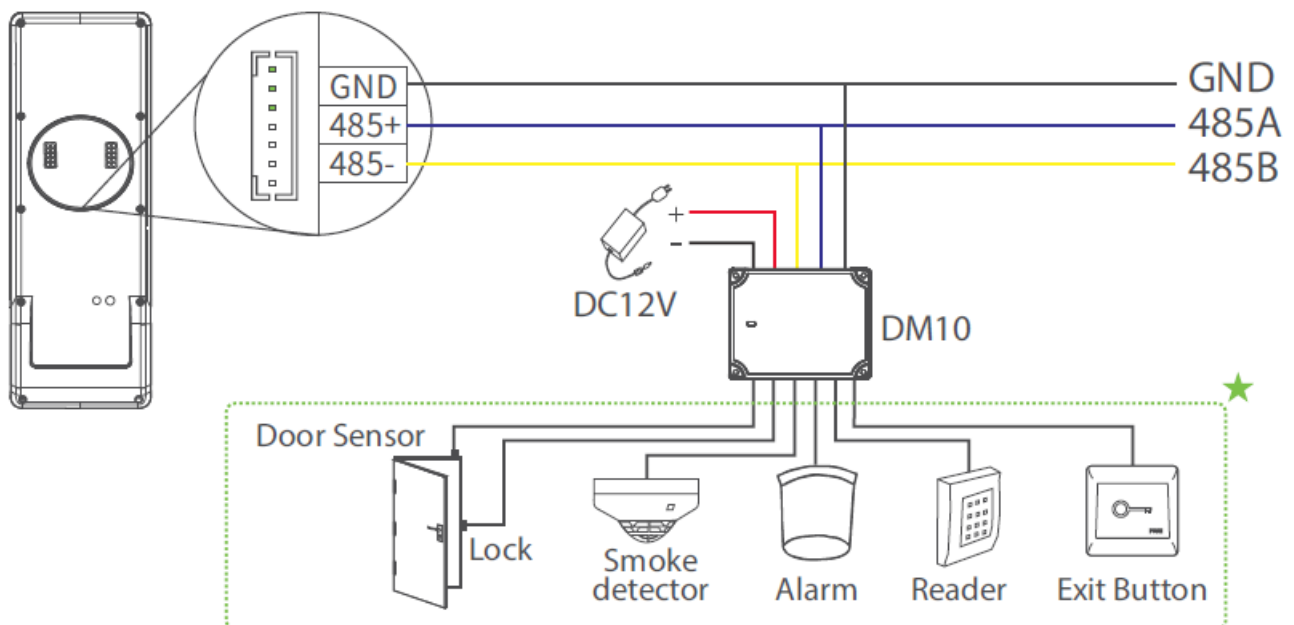 GND
485+
485-
GND
485A
485B
+
-
DC12V
DM10
Door Sensor
Lock
Smoke
detector
Alarm
Reader
Exit Button